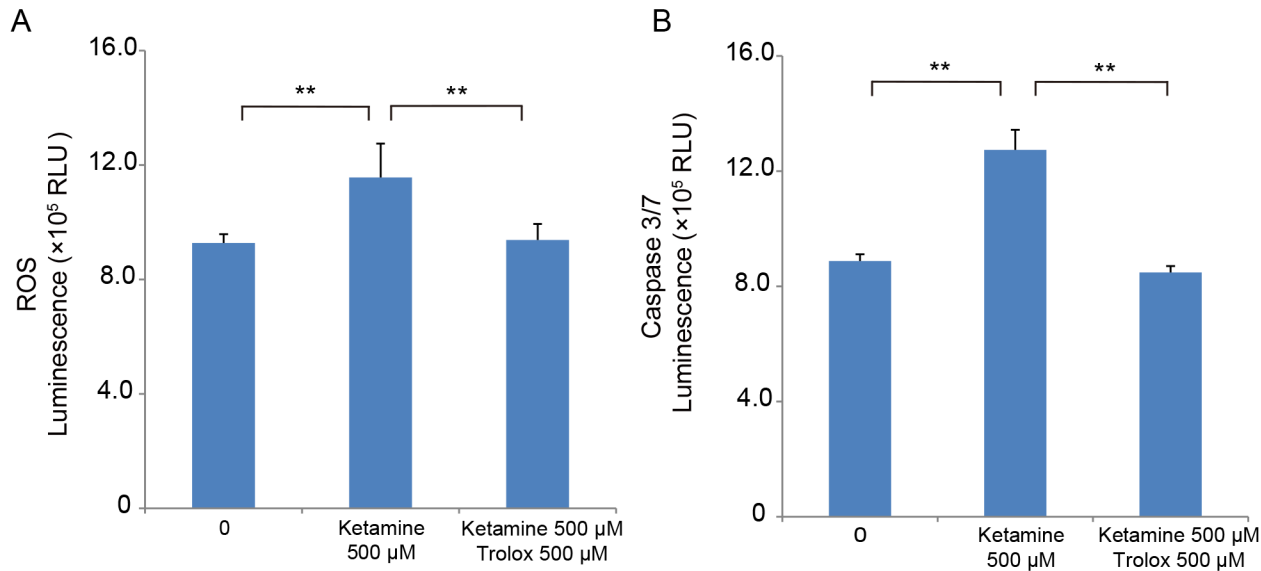 A
16.0
12.0
8.0
4.0
0
ROS
Luminescence (×10⁵ RLU )
**
**
0
Ketamine
500 µM
Ketamine 500 µM
Trolox 500 µM
B
16.0
12.0
8.0
4.0
0
Caspase 3/7
Luminescence (×10⁵ RLU)
**
**
0
Ketamine
500 µM
Ketamine 500 µM
Trolox 500 µM